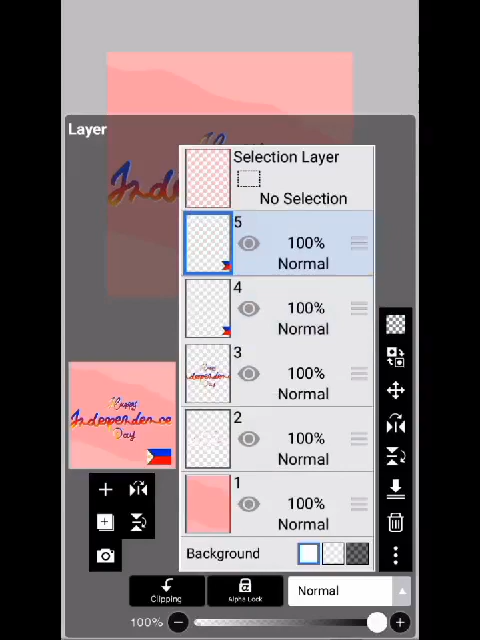 Layer
Selection Layer
No Selection
5
100%
Normal
4
100%
Normal
3
100%
Normal
2
100%
Normal
1
100%
Normal
Happy
Independence
Day
Background
Clipping
Alpha Lock
Normal
100%